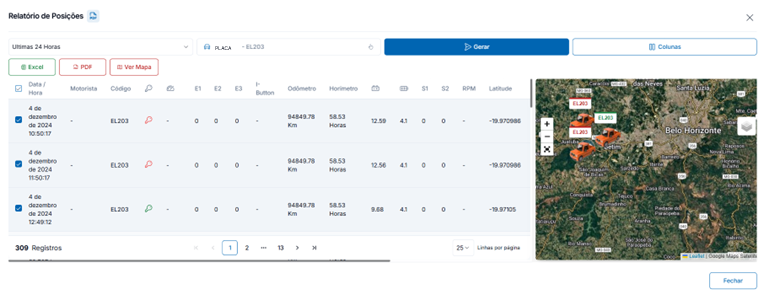 Relatório de Posições
Ultimas 24 Horas
PLACA - EL203
Gerar
Colunas
Excel
PDF
Ver Mapa
Data / Hora Motorista Código E1 E2 E3 I-Button Odômetro Horimetro S1 S2 RPM Latitude
4 de dezembro de 2024 10:50:17 - EL203 - 0 0 0 - 94849.78 Km 58.53 Horas 12.59 4.1 0 0 - -19.970986
4 de dezembro de 2024 11:50:17 - EL203 - 0 0 0 - 94849.78 Km 58.53 Horas 12.56 4.1 0 0 - -19.970986
4 de dezembro de 2024 12:49:12 - EL203 - 0 0 0 - 94849.78 Km 58.53 Horas 9.68 4.1 0 0 - -19.97105
309 Registros
« ‹ 1 2 ••• 13 › »
25 Linhas por página
EL203
EL203
EL203
das Neves
Santa Luzia
Belo Horizonte
Betim
Casa Branca
Leaflet | Google Maps Satellite
Fechar